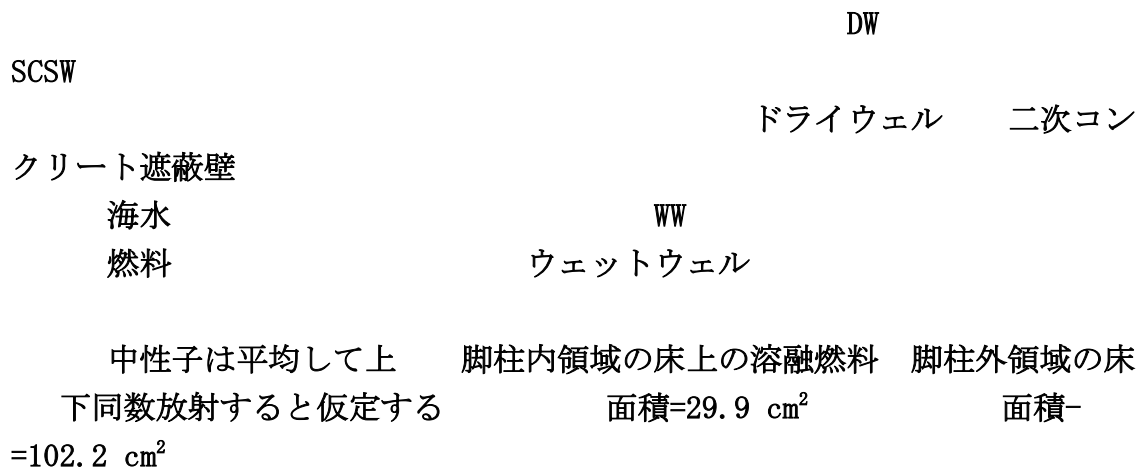 DW
SCSW
ドライウェル 二次コン
クリート遮蔽壁
海水 WW
燃料 ウェットウェル
中性子は平均して上 脚柱内領域の床上の溶融燃料 脚柱外領域の床
下同数放射すると仮定する 面積=29.9 cm² 面積-
=102.2 cm²